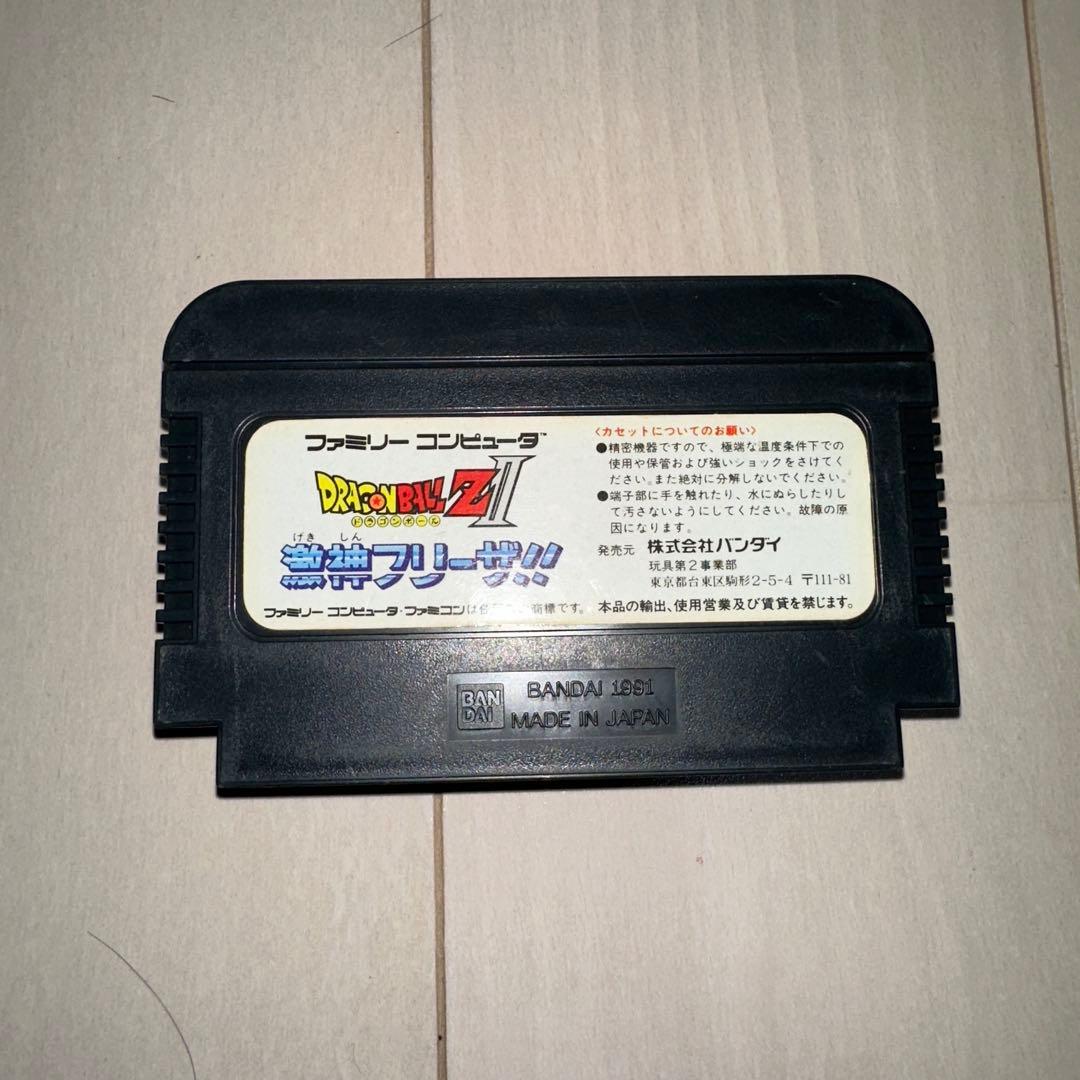 ファミリー コンピュータ™
DRAGON BALL Z II
ドラゴンボール
げき しん
激神フリーザ!!
ファミリー コンピュータ・ファミコンは 商標です。
〈カセットについてのお願い〉
●精密機器ですので、極端な温度条件下での
使用や保管および強いショックをさけてく
ださい。また絶対に分解しないでください。
●端子部に手を触れたり、水にぬらしたりし
て汚さないようにしてください。故障の原
因になります。
発売元 株式会社バンダイ
玩具第2事業部
東京都台東区駒形2-5-4 〒111-81
本品の輸出、使用営業及び賃貸を禁じます。
BAN
DAI
BANDAI 1991
MADE IN JAPAN